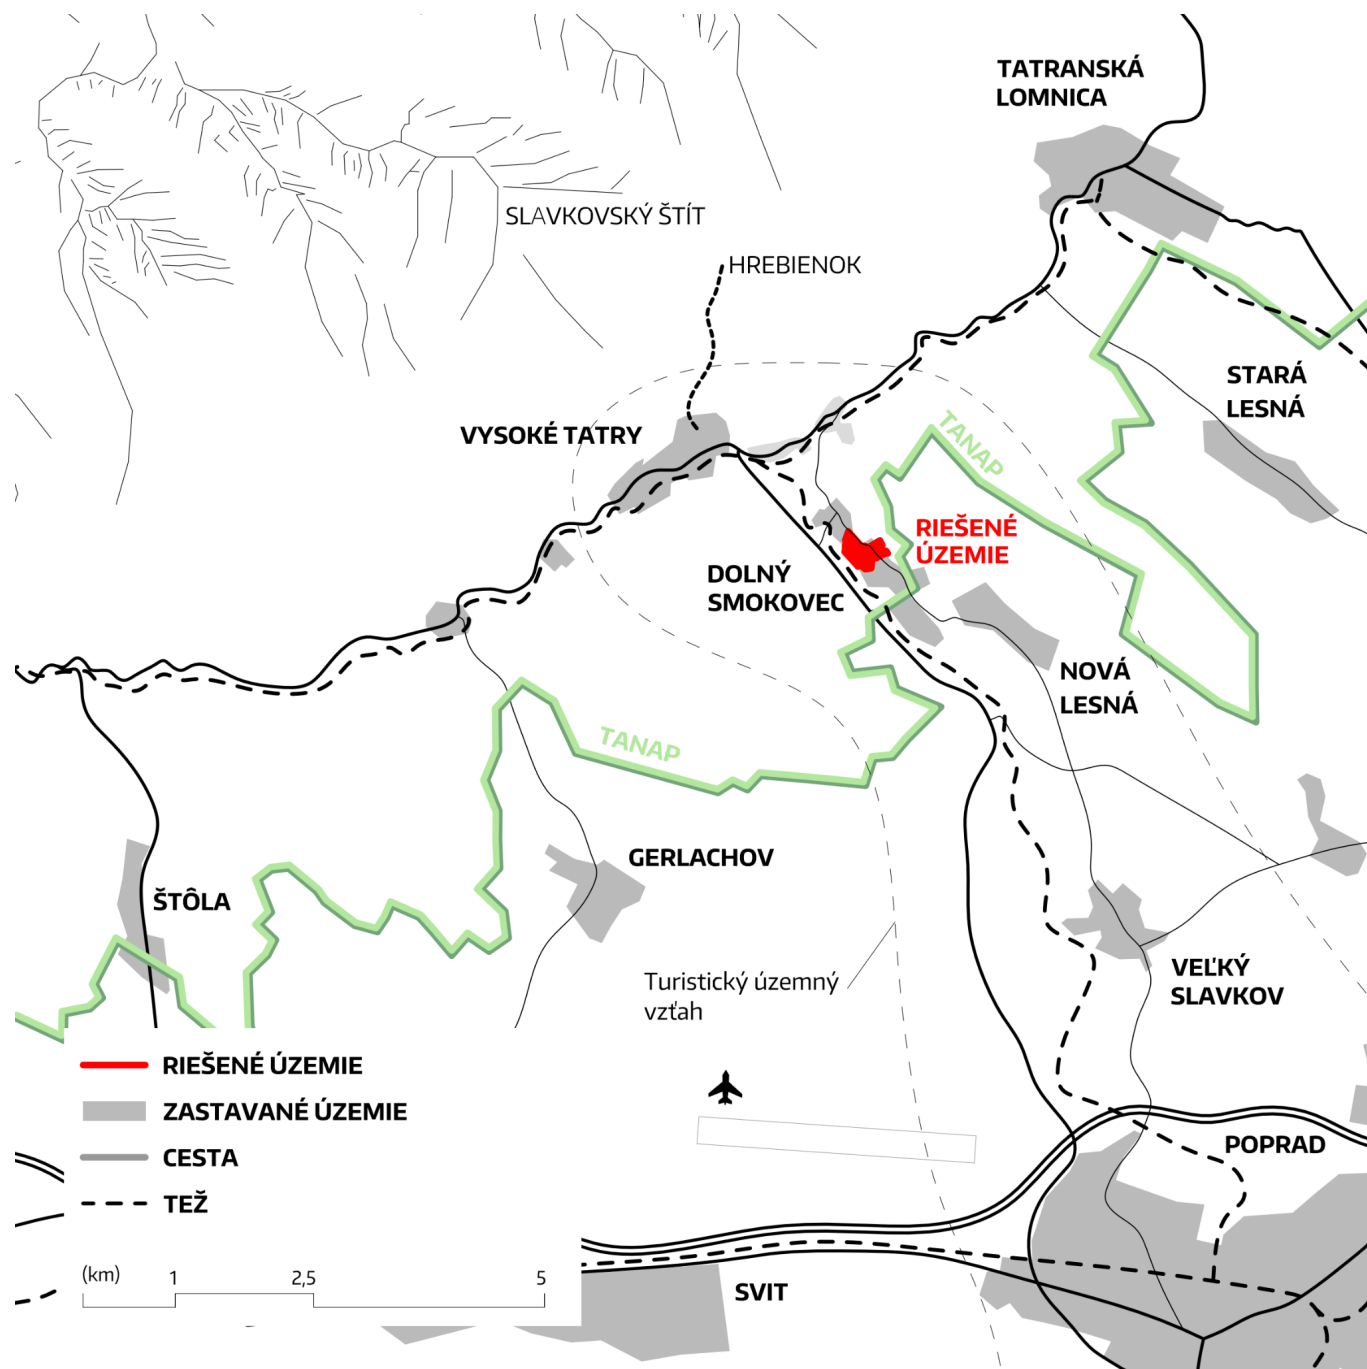 TATRANSKÁ
LOMNICA
SLAVKOVSKÝ ŠTÍT
HREBIENOK
STARÁ
LESNÁ
VYSOKÉ TATRY
TANAP
RIEŠENÉ
ÚZEMIE
DOLNÝ
SMOKOVEC
NOVÁ
LESNÁ
TANAP
GERLACHOV
ŠTÔLA
Turistický územný
vzťah
VEĽKÝ
SLAVKOV
RIEŠENÉ ÚZEMIE
ZASTAVANÉ ÚZEMIE
CESTA
TEŽ
POPRAD
(km) 1 2,5 5
SVIT